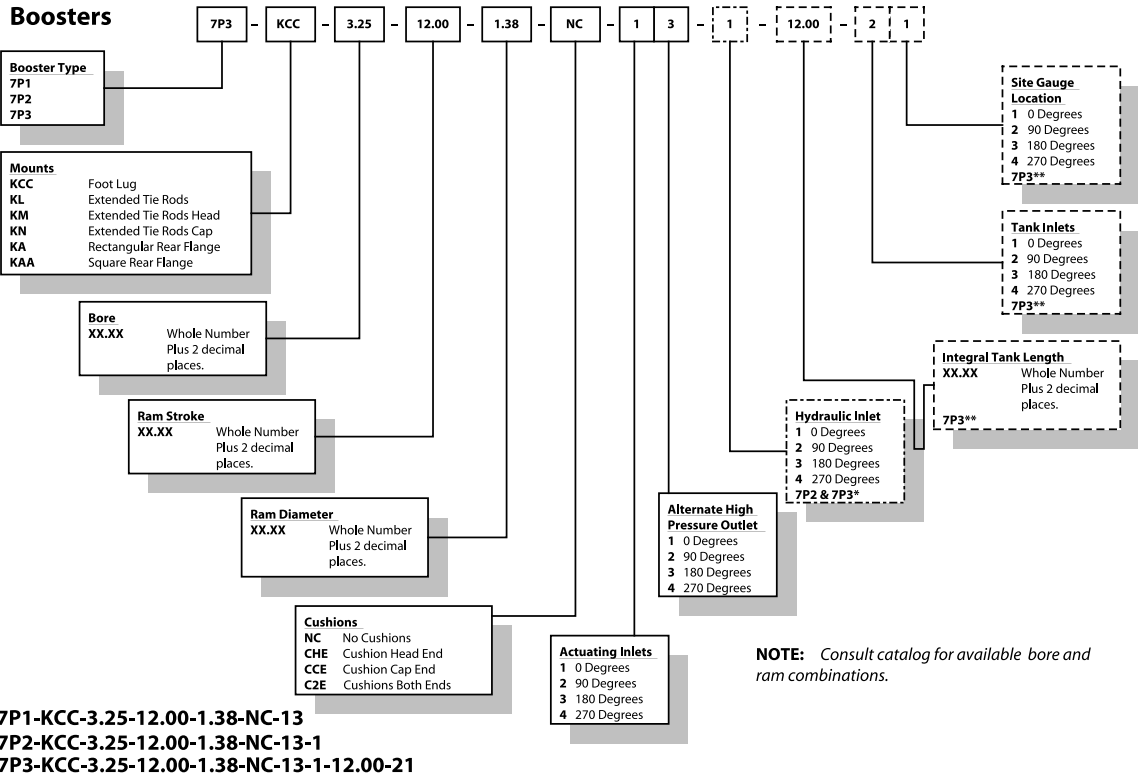 Boosters
7P3 - KCC - 3.25 - 12.00 - 1.38 - NC - 1 3 - 1 - 12.00 - 2 1
Booster Type
7P1
7P2
7P3
Mounts
KCC Foot Lug
KL Extended Tie Rods
KM Extended Tie Rods Head
KN Extended Tie Rods Cap
KA Rectangular Rear Flange
KAA Square Rear Flange
Bore
XX.XX Whole Number
Plus 2 decimal
places.
Ram Stroke
XX.XX Whole Number
Plus 2 decimal
places.
Ram Diameter
XX.XX Whole Number
Plus 2 decimal
places.
Cushions
NC No Cushions
CHE Cushion Head End
CCE Cushion Cap End
C2E Cushions Both Ends
Actuating Inlets
1 0 Degrees
2 90 Degrees
3 180 Degrees
4 270 Degrees
Alternate High
Pressure Outlet
1 0 Degrees
2 90 Degrees
3 180 Degrees
4 270 Degrees
Hydraulic Inlet
1 0 Degrees
2 90 Degrees
3 180 Degrees
4 270 Degrees
7P2 & 7P3*
Integral Tank Length
XX.XX Whole Number
Plus 2 decimal
places.
7P3**
Tank Inlets
1 0 Degrees
2 90 Degrees
3 180 Degrees
4 270 Degrees
7P3**
Site Gauge
Location
1 0 Degrees
2 90 Degrees
3 180 Degrees
4 270 Degrees
7P3**
NOTE: Consult catalog for available bore and
ram combinations.
7P1-KCC-3.25-12.00-1.38-NC-13
7P2-KCC-3.25-12.00-1.38-NC-13-1
7P3-KCC-3.25-12.00-1.38-NC-13-1-12.00-21